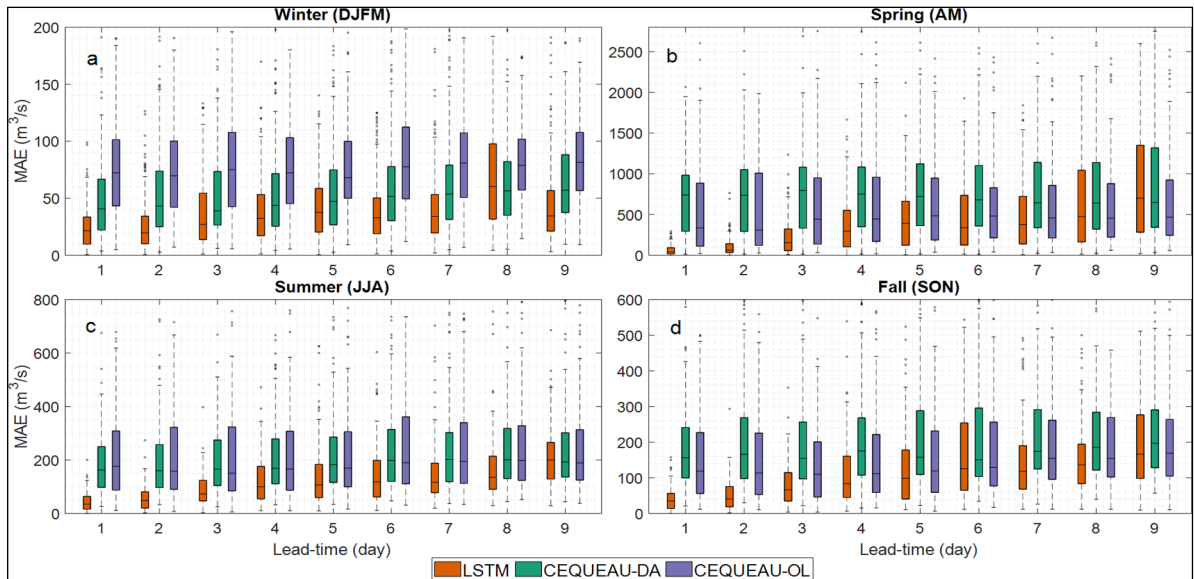 Winter (DJFM)
Spring (AM)
a
b
MAE (m³/s)
200
150
100
50
0
2500
2000
1500
1000
500
0
1 2 3 4 5 6 7 8 9
1 2 3 4 5 6 7 8 9
Summer (JJA)
Fall (SON)
c
d
MAE (m³/s)
800
600
400
200
0
600
500
400
300
200
100
0
1 2 3 4 5 6 7 8 9
1 2 3 4 5 6 7 8 9
Lead-time (day)
Lead-time (day)
LSTM CEQUEAU-DA CEQUEAU-OL